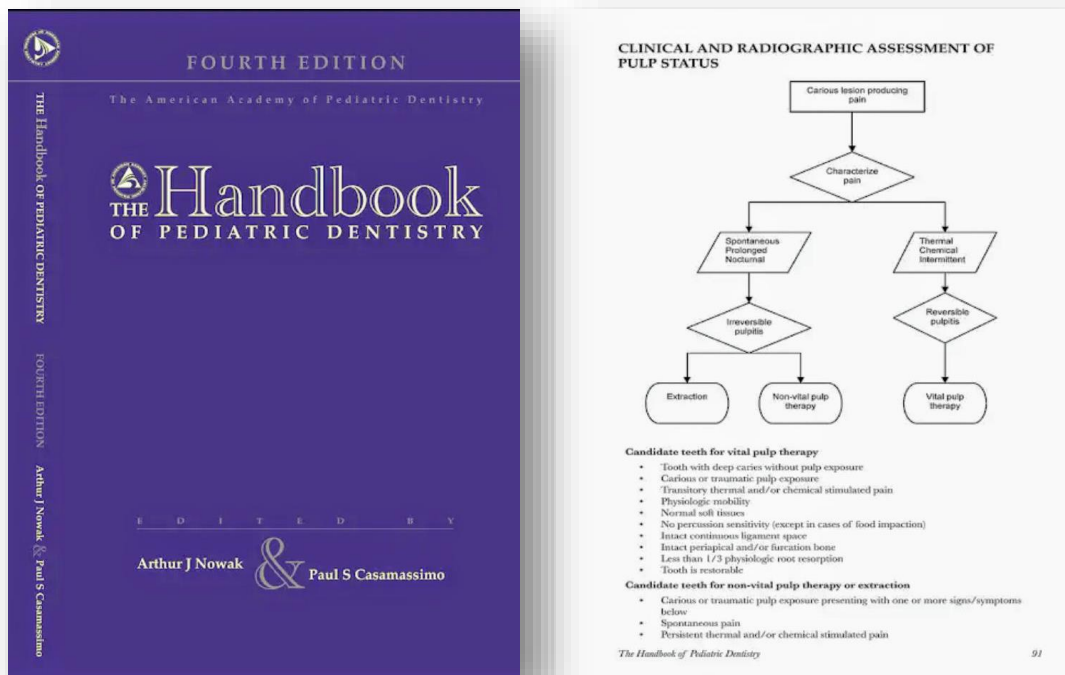 THE Handbook OF PEDIATRIC DENTISTRY
FOURTH EDITION
Arthur J Nowak & Paul S Casamassimo
FOURTH EDITION
The American Academy of Pediatric Dentistry
THE Handbook
OF PEDIATRIC DENTISTRY
EDITED BY
Arthur J Nowak & Paul S Casamassimo
CLINICAL AND RADIOGRAPHIC ASSESSMENT OF
PULP STATUS
Carious lesion producing
pain
Characterize
pain
Spontaneous
Prolonged
Nocturnal
Thermal
Chemical
Intermittent
Irreversible
pulpitis
Reversible
pulpitis
Extraction
Non-vital pulp
therapy
Vital pulp
therapy
Candidate teeth for vital pulp therapy
• Tooth with deep caries without pulp exposure
• Carious or traumatic pulp exposure
• Transitory thermal and/or chemical stimulated pain
• Physiologic mobility
• Normal soft tissues
• No percussion sensitivity (except in cases of food impaction)
• Intact continuous ligament space
• Intact periapical and/or furcation bone
• Less than 1/3 physiologic root resorption
• Tooth is restorable
Candidate teeth for non-vital pulp therapy or extraction
• Carious or traumatic pulp exposure presenting with one or more signs/symptoms
below
• Spontaneous pain
• Persistent thermal and/or chemical stimulated pain
The Handbook of Pediatric Dentistry
91